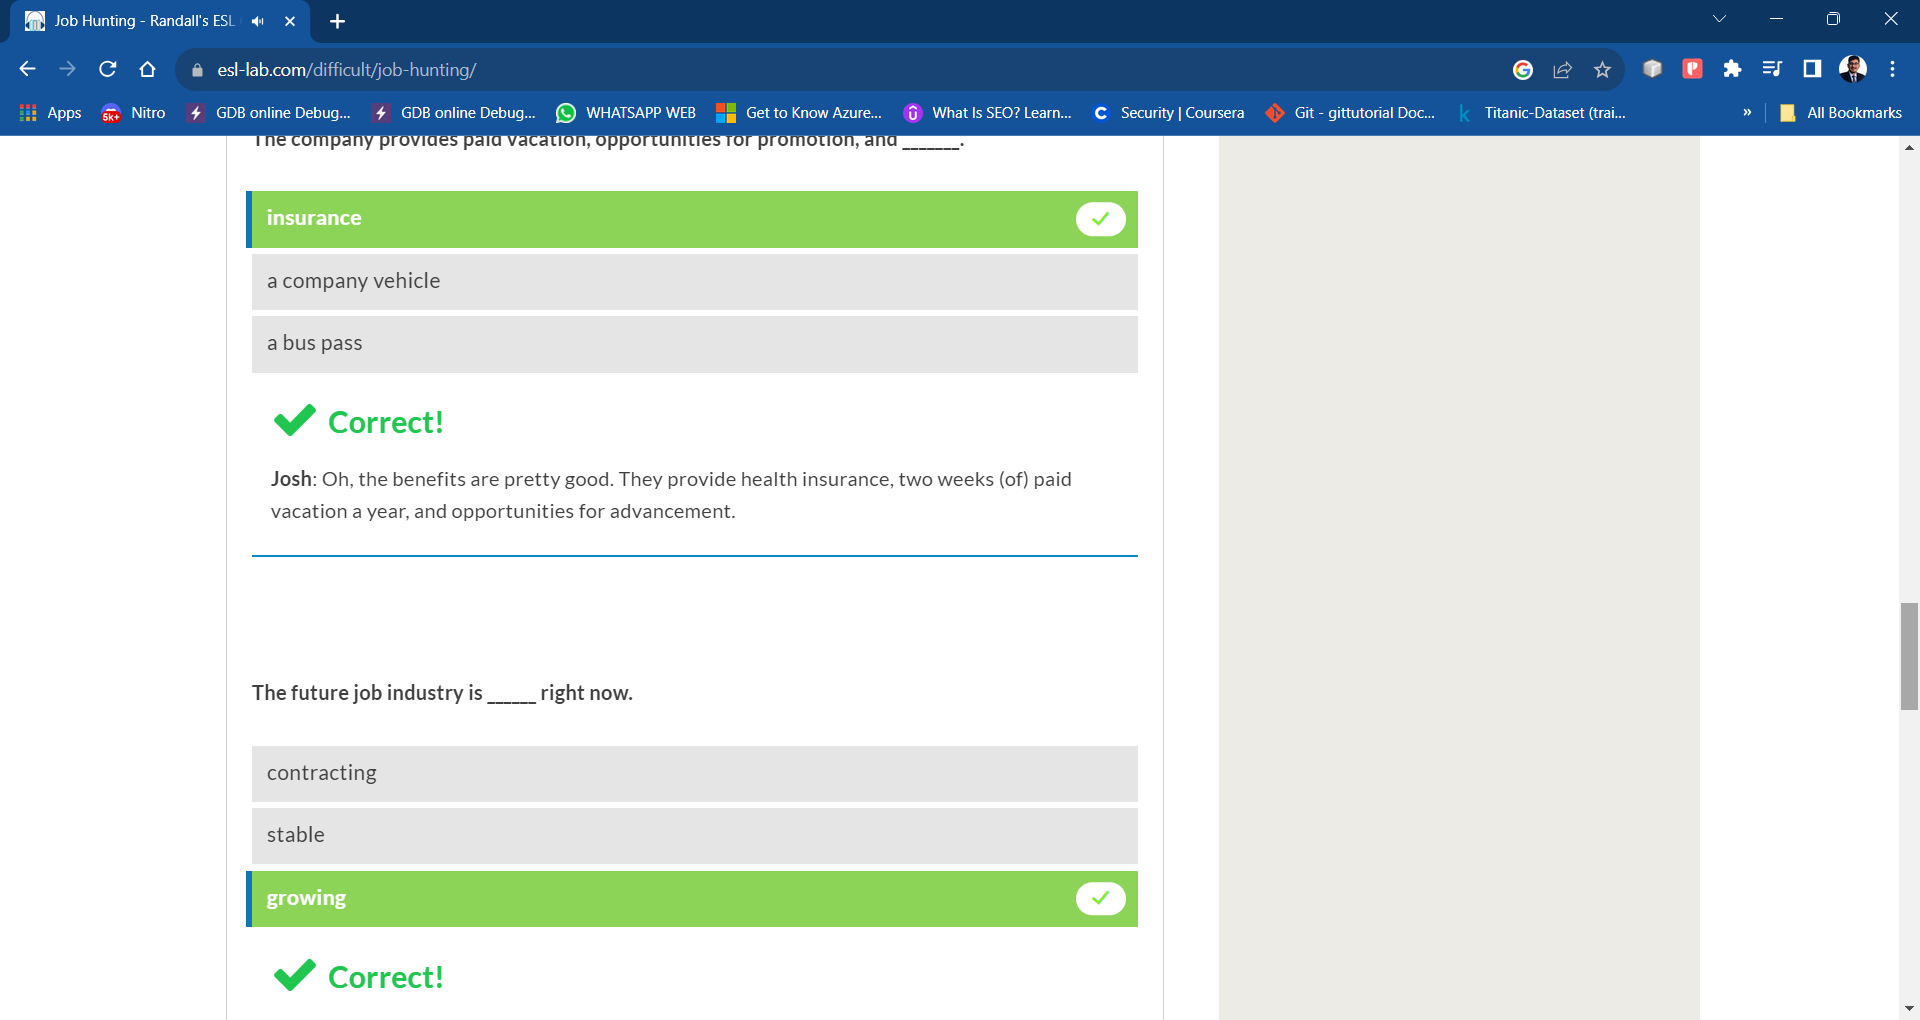 Job Hunting - Randall's ESL
esl-lab.com/difficult/job-hunting/
Apps
5k+
Nitro
GDB online Debug...
GDB online Debug...
WHATSAPP WEB
Get to Know Azure...
What Is SEO? Learn...
Security | Coursera
Git - gittutorial Doc...
Titanic-Dataset (trai...
»
All Bookmarks
The company provides paid vacation, opportunities for promotion, and _______.
insurance
a company vehicle
a bus pass
Correct!
Josh: Oh, the benefits are pretty good. They provide health insurance, two weeks (of) paid
vacation a year, and opportunities for advancement.
The future job industry is ______ right now.
contracting
stable
growing
Correct!